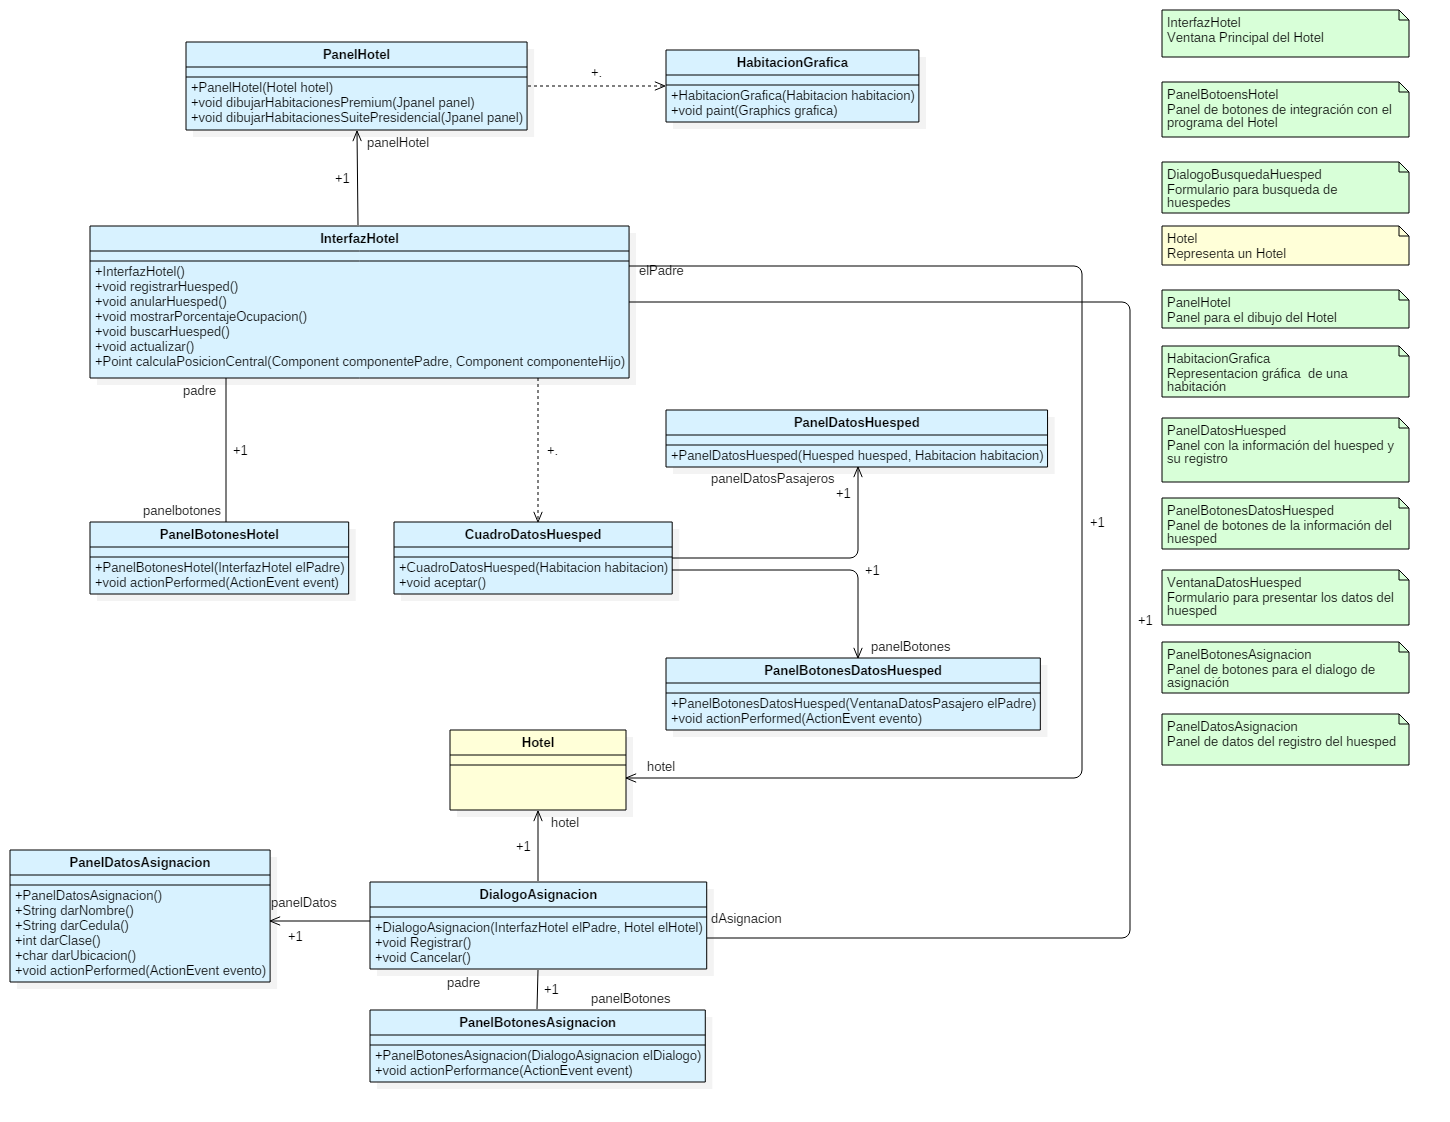 PanelHotel
+PanelHotel(Hotel hotel)
+void dibujarHabitacionesPremium(Jpanel panel)
+void dibujarHabitacionesSuitePresidencial(Jpanel panel)
+.
HabitacionGrafica
+HabitacionGrafica(Habitacion habitacion)
+void paint(Graphics grafica)
panelHotel
+1
InterfazHotel
+InterfazHotel()
+void registrarHuesped()
+void anularHuesped()
+void mostrarPorcentajeOcupacion()
+void buscarHuesped()
+void actualizar()
+Point calculaPosicionCentral(Component componentePadre, Component componenteHijo)
elPadre
padre
+1
panelbotones
+.
PanelBotonesHotel
+PanelBotonesHotel(InterfazHotel elPadre)
+void actionPerformed(ActionEvent event)
CuadroDatosHuesped
+CuadroDatosHuesped(Habitacion habitacion)
+void aceptar()
PanelDatosHuesped
+PanelDatosHuesped(Huesped huesped, Habitacion habitacion)
panelDatosPasajeros
+1
+1
panelBotones
PanelBotonesDatosHuesped
+PanelBotonesDatosHuesped(VentanaDatosPasajero elPadre)
+void actionPerformed(ActionEvent evento)
+1
+1
Hotel
hotel
hotel
+1
PanelDatosAsignacion
+PanelDatosAsignacion()
+String darNombre()
+String darCedula()
+int darClase()
+char darUbicacion()
+void actionPerformed(ActionEvent evento)
panelDatos
+1
DialogoAsignacion
+DialogoAsignacion(InterfazHotel elPadre, Hotel elHotel)
+void Registrar()
+void Cancelar()
dAsignacion
padre
+1
panelBotones
PanelBotonesAsignacion
+PanelBotonesAsignacion(DialogoAsignacion elDialogo)
+void actionPerformance(ActionEvent event)
InterfazHotel
Ventana Principal del Hotel
PanelBotoensHotel
Panel de botones de integración con el
programa del Hotel
DialogoBusquedaHuesped
Formulario para busqueda de
huespedes
Hotel
Representa un Hotel
PanelHotel
Panel para el dibujo del Hotel
HabitacionGrafica
Representacion gráfica  de una
habitación
PanelDatosHuesped
Panel con la información del huesped y
su registro
PanelBotonesDatosHuesped
Panel de botones de la información del
huesped
VentanaDatosHuesped
Formulario para presentar los datos del
huesped
PanelBotonesAsignacion
Panel de botones para el dialogo de
asignación
PanelDatosAsignacion
Panel de datos del registro del huesped